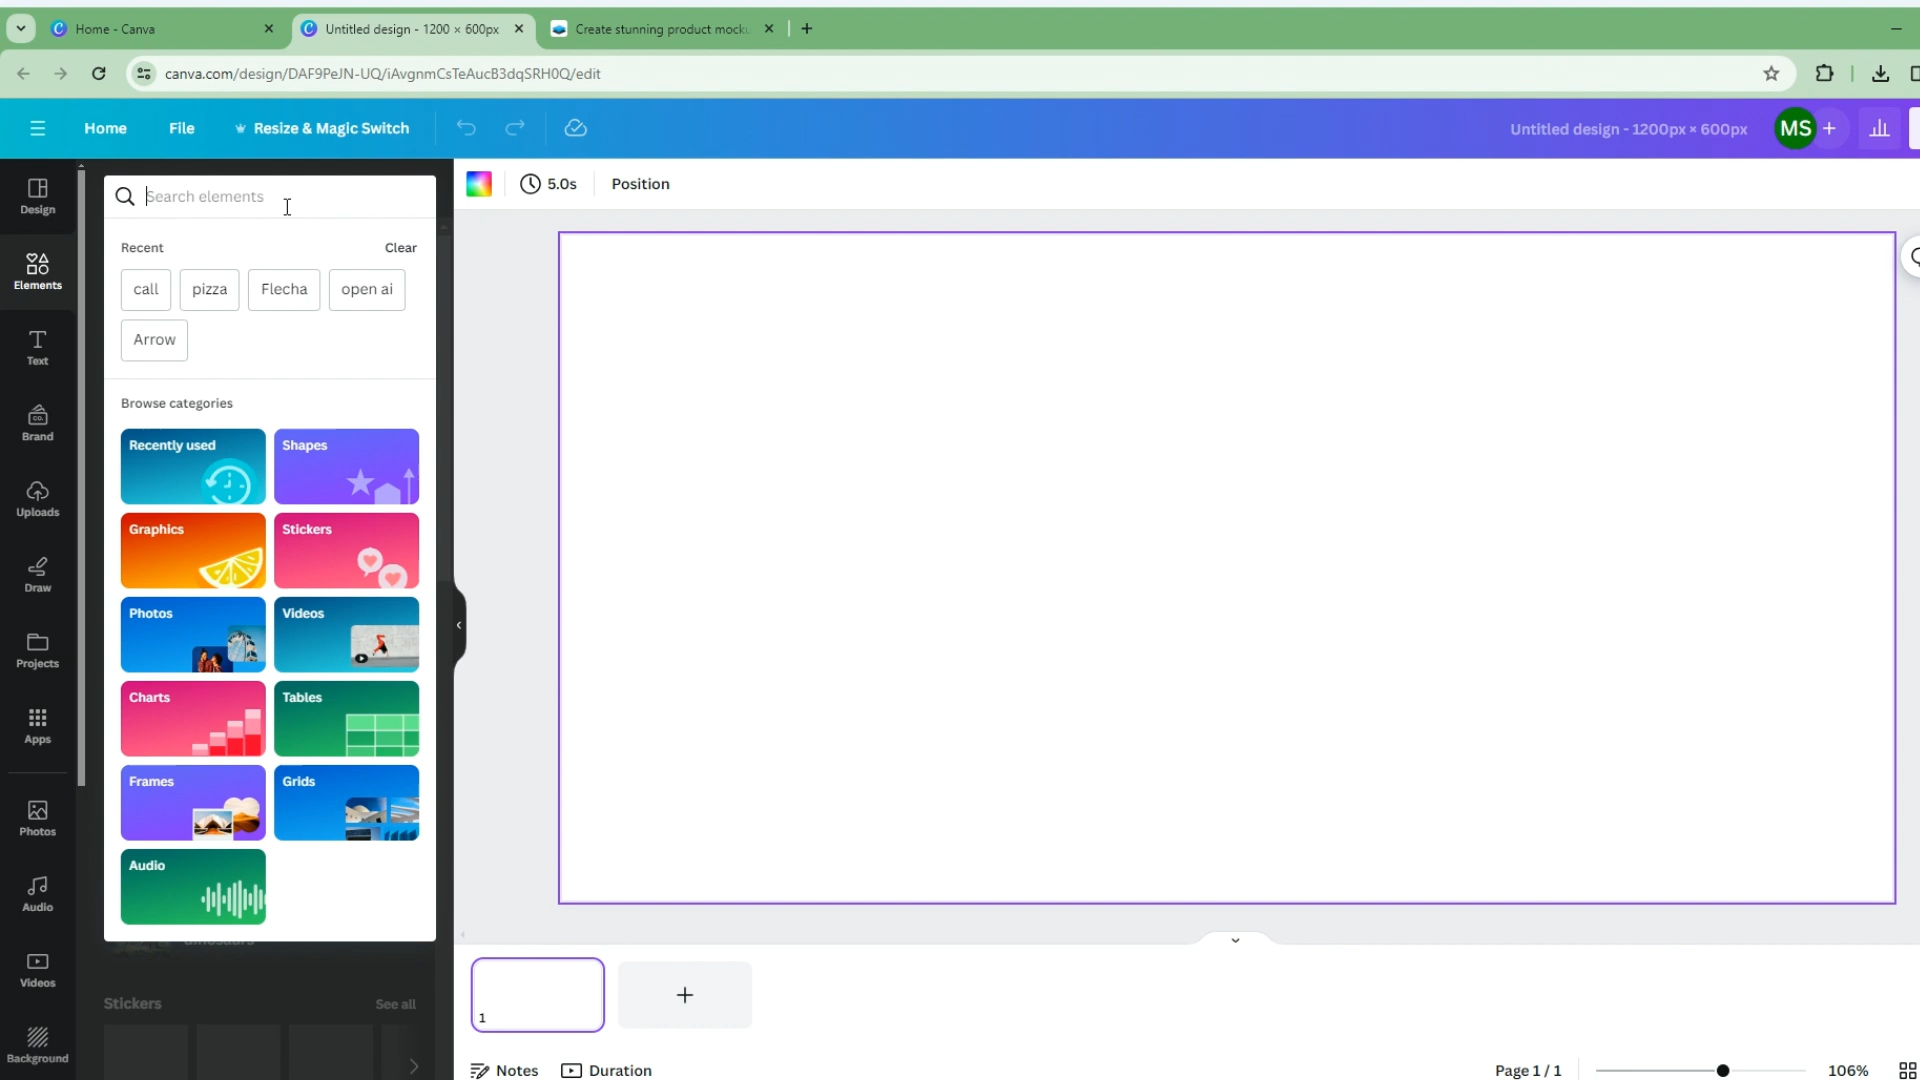 Home - Canva
Untitled design - 1200 × 600px
Create stunning product mock
canva.com/design/DAF9PeJN-UQ/iAvgnmCsTeAucB3dqSRH0Q/edit
Home
File
Resize & Magic Switch
Untitled design - 1200px × 600px
MS
Design
Elements
Text
Brand
CO.
Uploads
Draw
Projects
Apps
Photos
Audio
Videos
Background
Search elements
Recent
Clear
call
pizza
Flecha
open ai
Arrow
Browse categories
Recently used
Shapes
Graphics
Stickers
Photos
Videos
Charts
Tables
Frames
Grids
Audio
dinosaurs
Stickers
See all
5.0s
Position
1
Notes
Duration
Page 1 / 1
106%